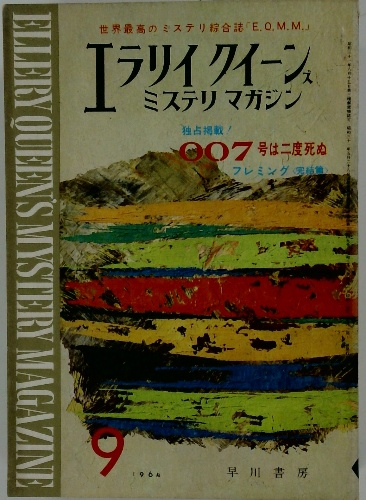 世界最高のミステリ綜合誌「E.Q.M.M.」
エラリイクイーンズ
ミステリマガジン
独占掲載！
007号は二度死ぬ
フレミング
ELLERY QUEEN'S MYSTERY MAGAZINE
9
1964
早川書房